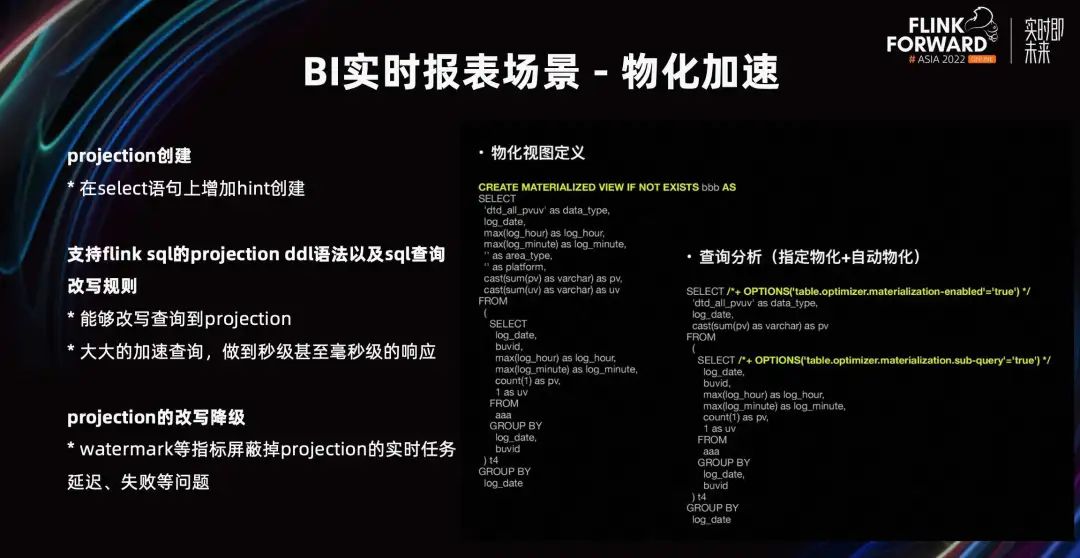 FLINK
FORWARD
# ASIA 2022 ONLINE
实时即
未来
BI实时报表场景 - 物化加速
projection创建
* 在select语句上增加hint创建
支持flink sql的projection ddl语法以及sql查询
改写规则
* 能够改写查询到projection
* 大大的加速查询，做到秒级甚至毫秒级的响应
projection的改写降级
* watermark等指标屏蔽掉projection的实时任务
延迟、失败等问题
· 物化视图定义
CREATE MATERIALIZED VIEW IF NOT EXISTS bbb AS
SELECT
'dtd_all_pvuv' as data_type,
log_date,
max(log_hour) as log_hour,
max(log_minute) as log_minute,
'' as area_type,
'' as platform,
cast(sum(pv) as varchar) as pv,
cast(sum(uv) as varchar) as uv
FROM
(
SELECT
log_date,
buvid,
max(log_hour) as log_hour,
max(log_minute) as log_minute,
count(1) as pv,
1 as uv
FROM
aaa
GROUP BY
log_date,
buvid
) t4
GROUP BY
log_date
· 查询分析（指定物化+自动物化）
SELECT /*+ OPTIONS('table.optimizer.materialization-enabled'='true') */
'dtd_all_pvuv' as data_type,
log_date,
cast(sum(pv) as varchar) as pv
FROM
(
SELECT /*+ OPTIONS('table.optimizer.materialization.sub-query'='true') */
log_date,
buvid,
max(log_hour) as log_hour,
max(log_minute) as log_minute,
count(1) as pv,
1 as uv
FROM
aaa
GROUP BY
log_date,
buvid
) t4
GROUP BY
log_date